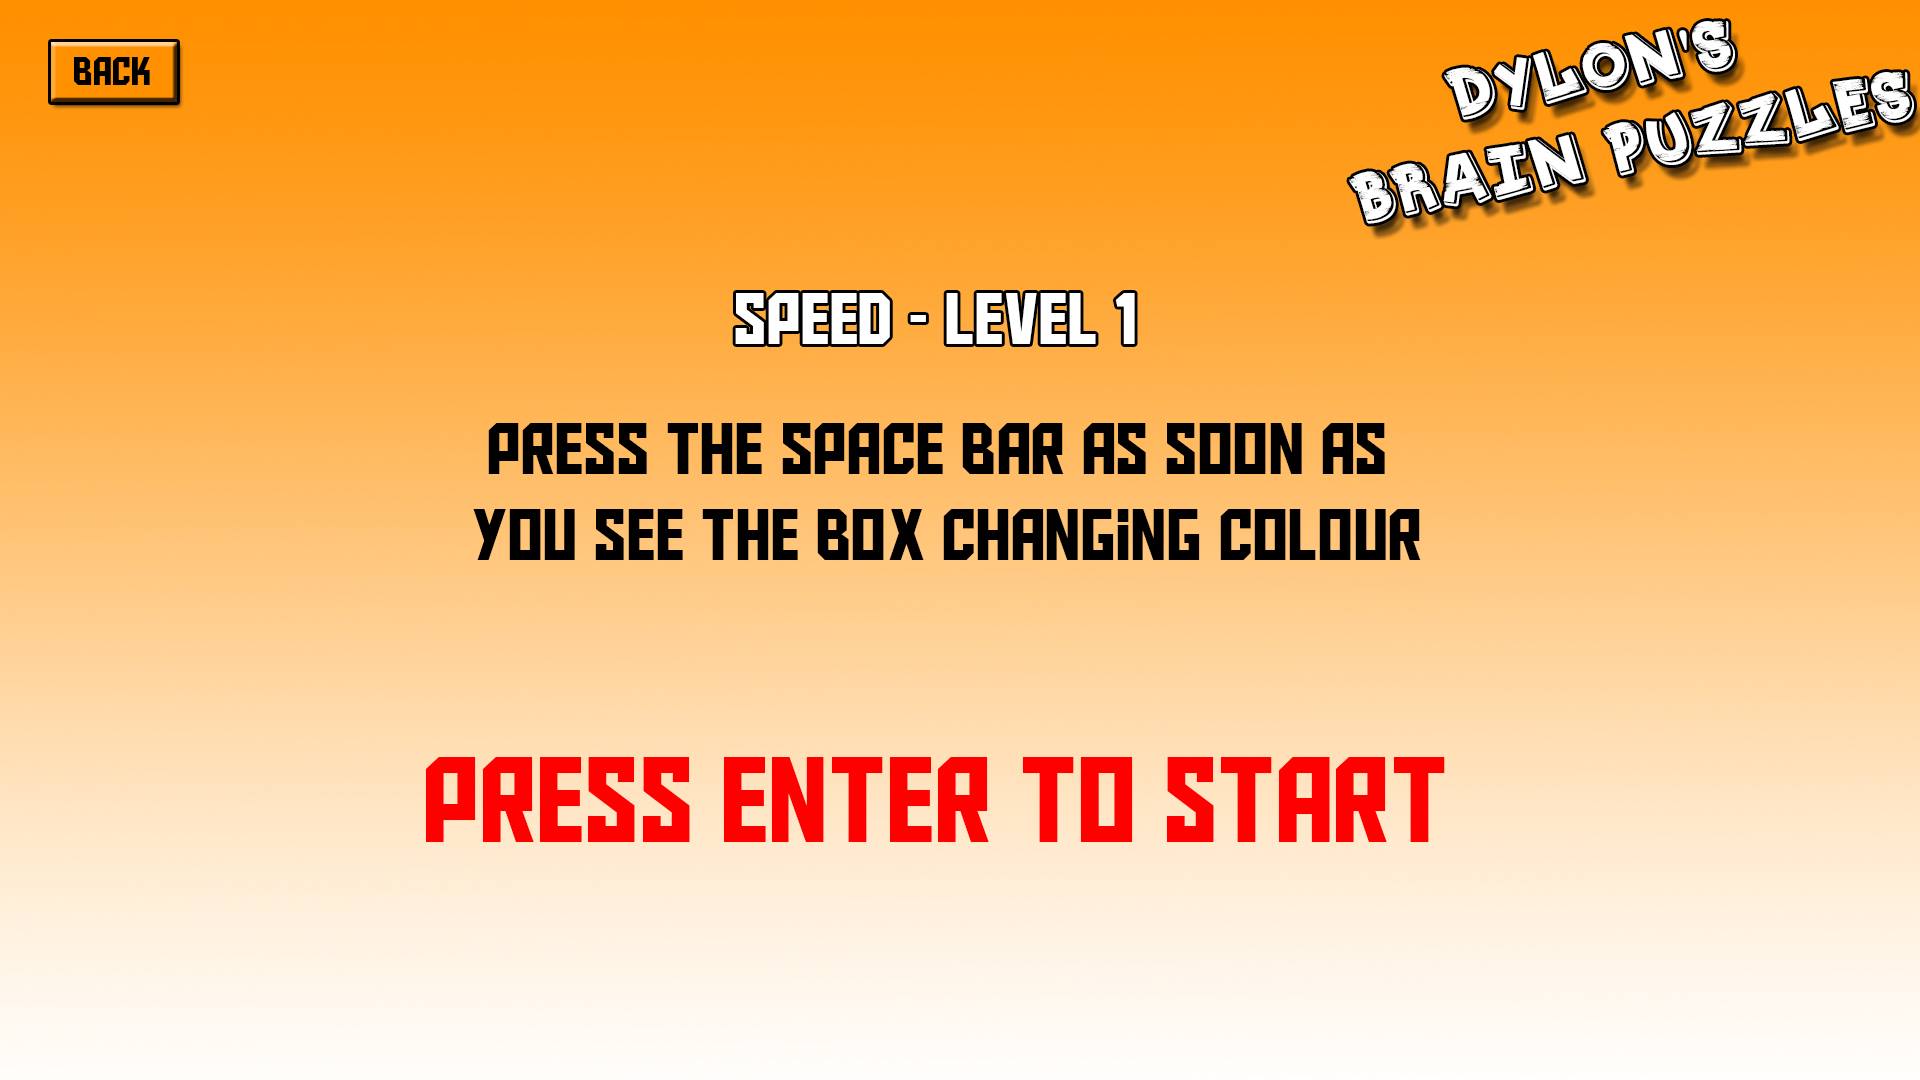 BACK
DYLON'S
BRAIN PUZZLES
SPEED - LEVEL 1
PRESS THE SPACE BAR AS SOON AS
YOU SEE THE BOX CHANGiNG COLOUR
PRESS ENTER TO START